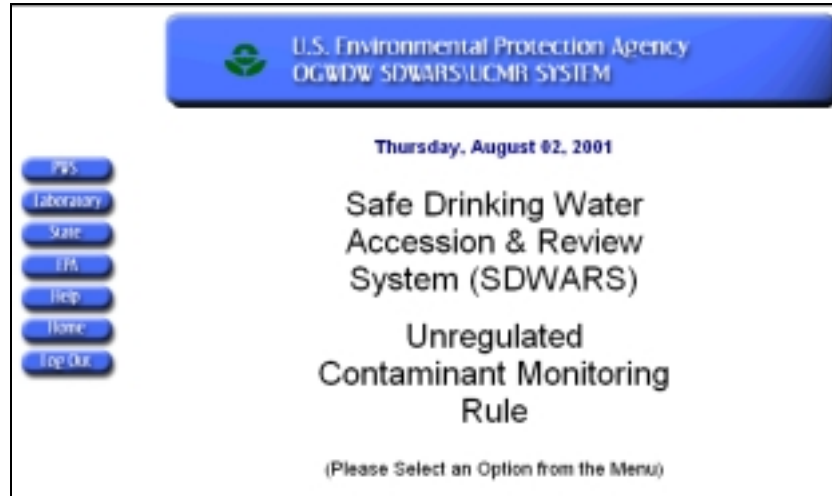 U.S. Environmental Protection Agency
OGWDW SDWARS\UCMR SYSTEM
Thursday, August 02, 2001
PWS
Laboratory
State
EPA
Help
Home
Log Out
Safe Drinking Water
Accession & Review
System (SDWARS)
Unregulated
Contaminant Monitoring
Rule
(Please Select an Option from the Menu)